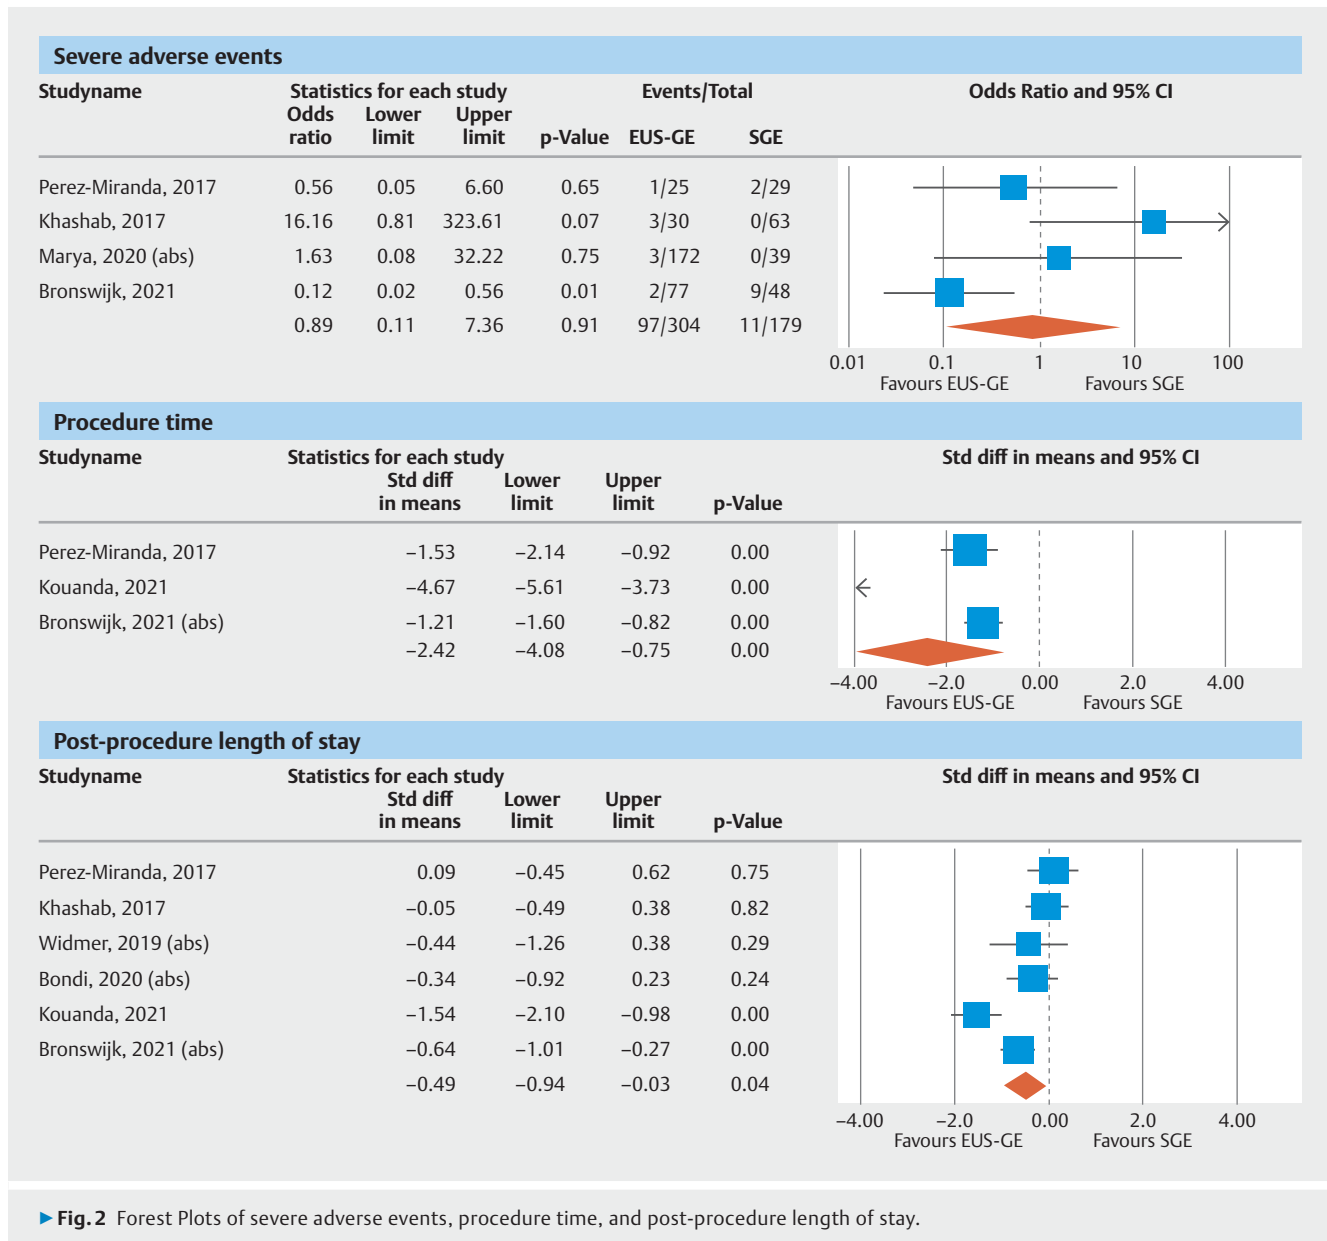 Severe adverse events
Studyname Statistics for each study Events/Total Odds Ratio and 95% CI
Odds ratio Lower limit Upper limit p-Value EUS-GE SGE
Perez-Miranda, 2017 0.56 0.05 6.60 0.65 1/25 2/29
Khashab, 2017 16.16 0.81 323.61 0.07 3/30 0/63
Marya, 2020 (abs) 1.63 0.08 32.22 0.75 3/172 0/39
Bronswijk, 2021 0.12 0.02 0.56 0.01 2/77 9/48
0.89 0.11 7.36 0.91 97/304 11/179
0.01 0.1 1 10 100
Favours EUS-GE Favours SGE
Procedure time
Studyname Statistics for each study Std diff in means and 95% CI
Std diff in means Lower limit Upper limit p-Value
Perez-Miranda, 2017 −1.53 −2.14 −0.92 0.00
Kouanda, 2021 −4.67 −5.61 −3.73 0.00
Bronswijk, 2021 (abs) −1.21 −1.60 −0.82 0.00
−2.42 −4.08 −0.75 0.00
−4.00 −2.0 0.00 2.0 4.00
Favours EUS-GE Favours SGE
Post-procedure length of stay
Studyname Statistics for each study Std diff in means and 95% CI
Std diff in means Lower limit Upper limit p-Value
Perez-Miranda, 2017 0.09 −0.45 0.62 0.75
Khashab, 2017 −0.05 −0.49 0.38 0.82
Widmer, 2019 (abs) −0.44 −1.26 0.38 0.29
Bondi, 2020 (abs) −0.34 −0.92 0.23 0.24
Kouanda, 2021 −1.54 −2.10 −0.98 0.00
Bronswijk, 2021 (abs) −0.64 −1.01 −0.27 0.00
−0.49 −0.94 −0.03 0.04
−4.00 −2.0 0.00 2.0 4.00
Favours EUS-GE Favours SGE
▶ Fig. 2 Forest Plots of severe adverse events, procedure time, and post-procedure length of stay.